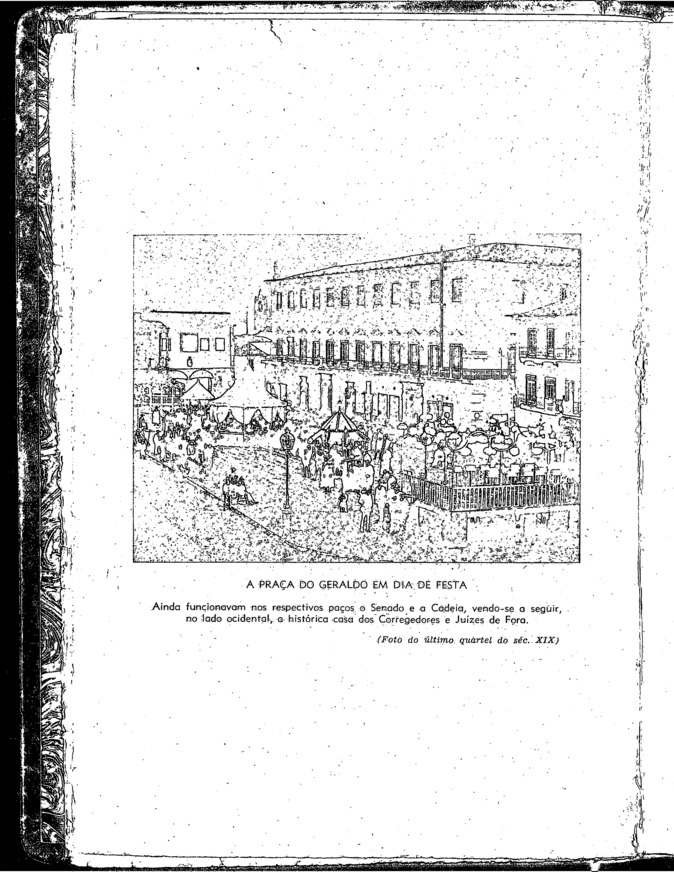 A PRAÇA DO GERALDO EM DIA DE FESTA
Ainda funcionavam nos respectivos paços o Senado e a Cadeia, vendo-se a seguir,
no lado ocidental, a histórica casa dos Corregedores e Juízes de Fora.
(Foto do último quartel do séc. XIX)